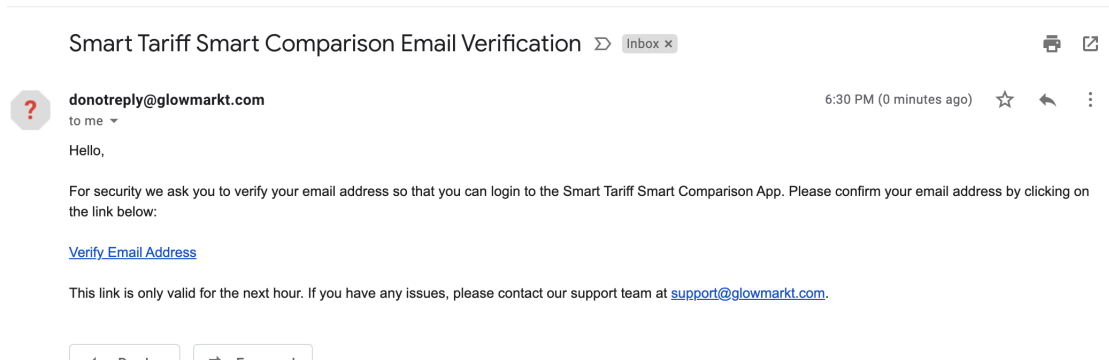 Smart Tariff Smart Comparison Email Verification Inbox ×
donotreply@glowmarkt.com 6:30 PM (0 minutes ago)
?
to me
Hello,
For security we ask you to verify your email address so that you can login to the Smart Tariff Smart Comparison App. Please confirm your email address by clicking on
the link below:
Verify Email Address
This link is only valid for the next hour. If you have any issues, please contact our support team at support@glowmarkt.com.